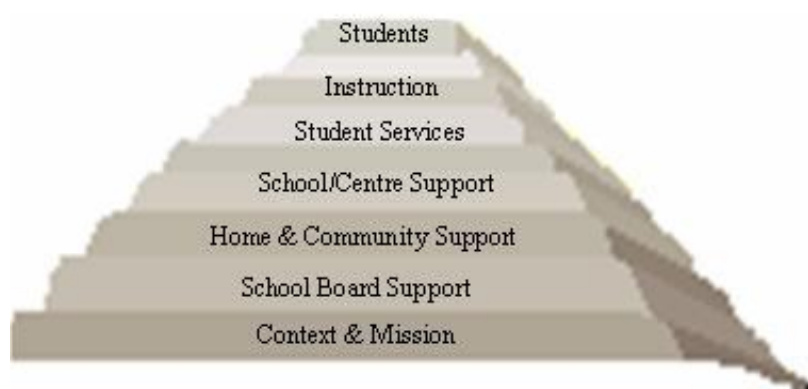 Students
Instruction
Student Services
School/Centre Support
Home & Community Support
School Board Support
Context & Mission